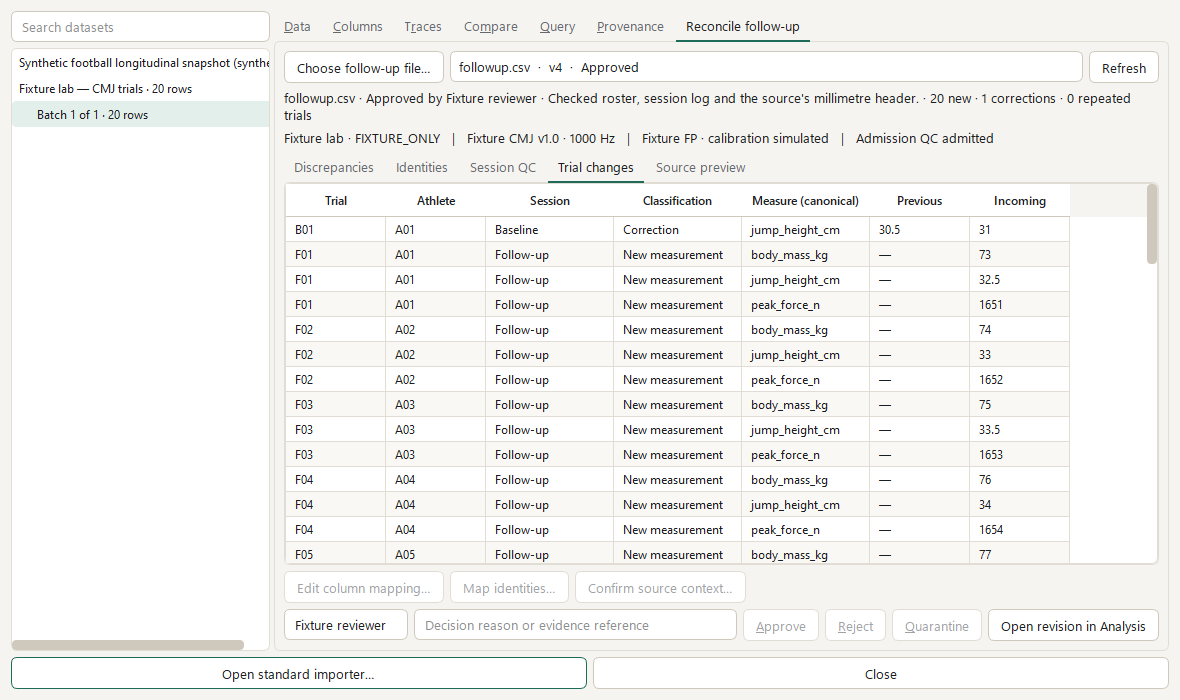 Search datasets
Data Columns Traces Compare Query Provenance Reconcile follow-up
Synthetic football longitudinal snapshot (synthe
Fixture lab — CMJ trials · 20 rows
Batch 1 of 1 · 20 rows
Choose follow-up file... followup.csv · v4 · Approved Refresh
followup.csv · Approved by Fixture reviewer · Checked roster, session log and the source's millimetre header. · 20 new · 1 corrections · 0 repeated
trials
Fixture lab · FIXTURE_ONLY | Fixture CMJ v1.0 · 1000 Hz | Fixture FP · calibration simulated | Admission QC admitted
Discrepancies Identities Session QC Trial changes Source preview
Trial Athlete Session Classification Measure (canonical) Previous Incoming
B01 A01 Baseline Correction jump_height_cm 30.5 31
F01 A01 Follow-up New measurement body_mass_kg — 73
F01 A01 Follow-up New measurement jump_height_cm — 32.5
F01 A01 Follow-up New measurement peak_force_n — 1651
F02 A02 Follow-up New measurement body_mass_kg — 74
F02 A02 Follow-up New measurement jump_height_cm — 33
F02 A02 Follow-up New measurement peak_force_n — 1652
F03 A03 Follow-up New measurement body_mass_kg — 75
F03 A03 Follow-up New measurement jump_height_cm — 33.5
F03 A03 Follow-up New measurement peak_force_n — 1653
F04 A04 Follow-up New measurement body_mass_kg — 76
F04 A04 Follow-up New measurement jump_height_cm — 34
F04 A04 Follow-up New measurement peak_force_n — 1654
F05 A05 Follow-up New measurement body_mass_kg — 77
Edit column mapping... Map identities... Confirm source context...
Fixture reviewer Decision reason or evidence reference Approve Reject Quarantine Open revision in Analysis
Open standard importer... Close